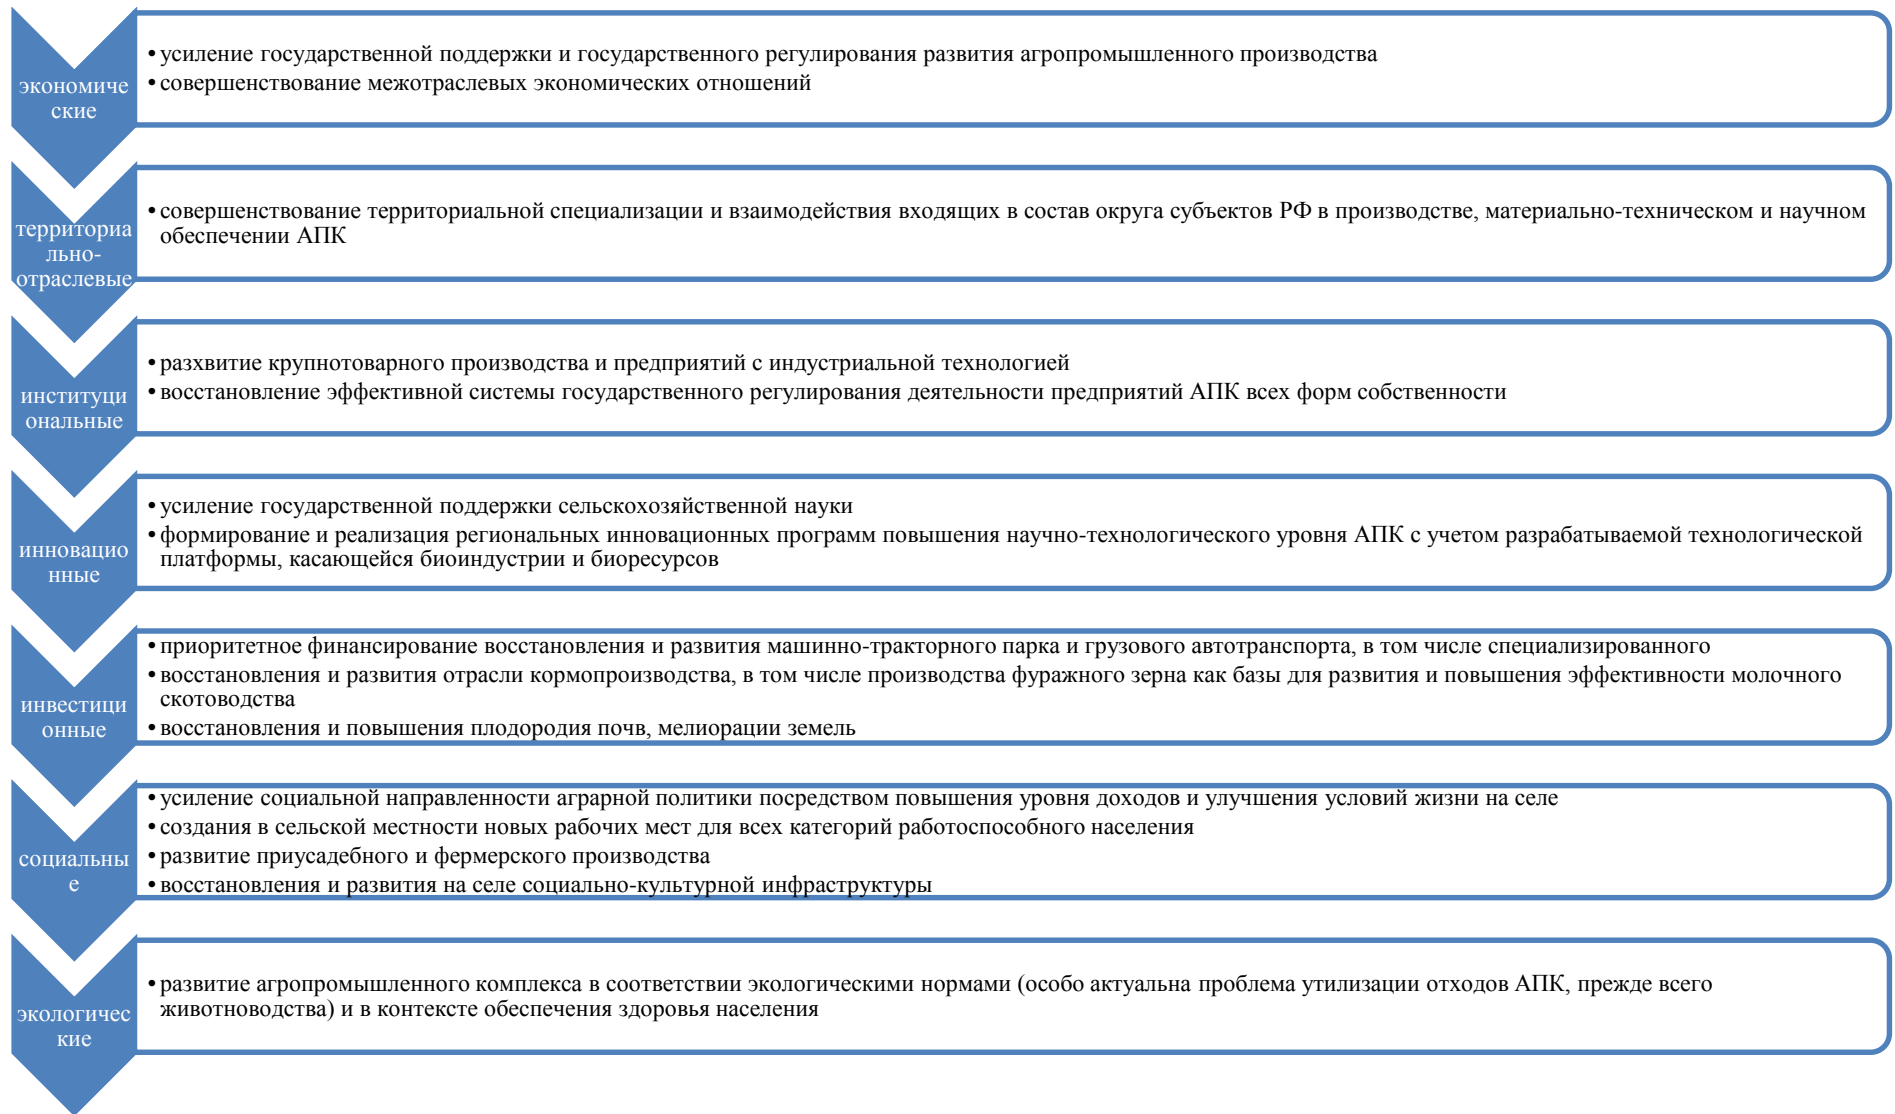 экономиче
ские
• усиление государственной поддержки и государственного регулирования развития агропромышленного производства
• совершенствование межотраслевых экономических отношений
территориа
льно-
отраслевые
• совершенствование территориальной специализации и взаимодействия входящих в состав округа субъектов РФ в производстве, материально-техническом и научном
обеспечении АПК
институци
ональные
• разхвитие крупнотоварного производства и предприятий с индустриальной технологией
• восстановление эффективной системы государственного регулирования деятельности предприятий АПК всех форм собственности
инновацио
нные
• усиление государственной поддержки сельскохозяйственной науки
• формирование и реализация региональных инновационных программ повышения научно-технологического уровня АПК с учетом разрабатываемой технологической
платформы, касающейся биоиндустрии и биоресурсов
инвестици
онные
• приоритетное финансирование восстановления и развития машинно-тракторного парка и грузового автотранспорта, в том числе специализированного
• восстановления и развития отрасли кормопроизводства, в том числе производства фуражного зерна как базы для развития и повышения эффективности молочного
скотоводства
• восстановления и повышения плодородия почв, мелиорации земель
социальны
е
• усиление социальной направленности аграрной политики посредством повышения уровня доходов и улучшения условий жизни на селе
• создания в сельской местности новых рабочих мест для всех категорий работоспособного населения
• развитие приусадебного и фермерского производства
• восстановления и развития на селе социально-культурной инфраструктуры
экологичес
кие
• развитие агропромышленного комплекса в соответствии экологическими нормами (особо актуальна проблема утилизации отходов АПК, прежде всего
животноводства) и в контексте обеспечения здоровья населения